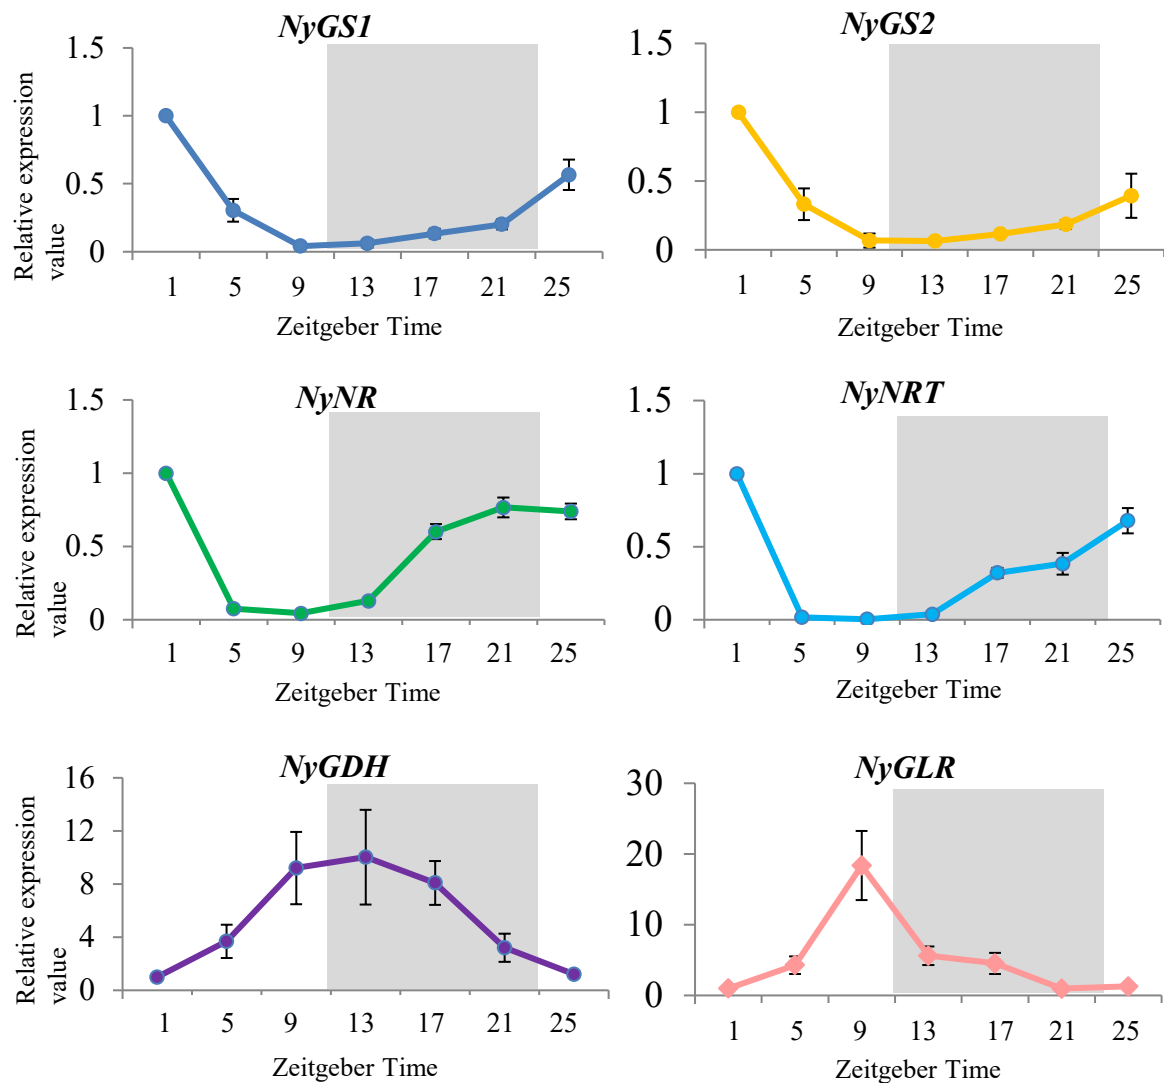 NyGS1
1.5
1
0.5
0
Relative expression
value
1 5 9 13 17 21 25
Zeitgeber Time
NyGS2
1.5
1
0.5
0
1 5 9 13 17 21 25
Zeitgeber Time
NyNR
1.5
1
0.5
0
Relative expression
value
1 5 9 13 17 21 25
Zeitgeber Time
NyNRT
1.5
1
0.5
0
1 5 9 13 17 21 25
Zeitgeber Time
NyGDH
16
12
8
4
0
Relative expression
value
1 5 9 13 17 21 25
Zeitgeber Time
NyGLR
30
20
10
0
1 5 9 13 17 21 25
Zeitgeber Time